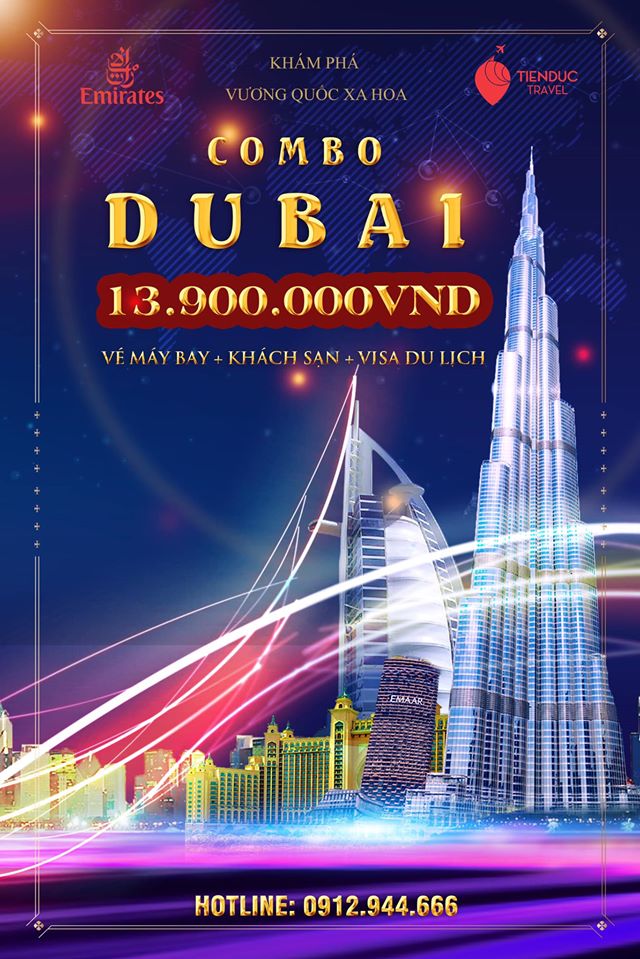 Emirates
KHÁM PHÁ
VƯƠNG QUỐC XA HOA
TIENDUC
TRAVEL
COMBO
DUBAI
13.900.000VND
VÉ MÁY BAY + KHÁCH SẠN + VISA DU LỊCH
EMAAR
HOTLINE: 0912.944.666